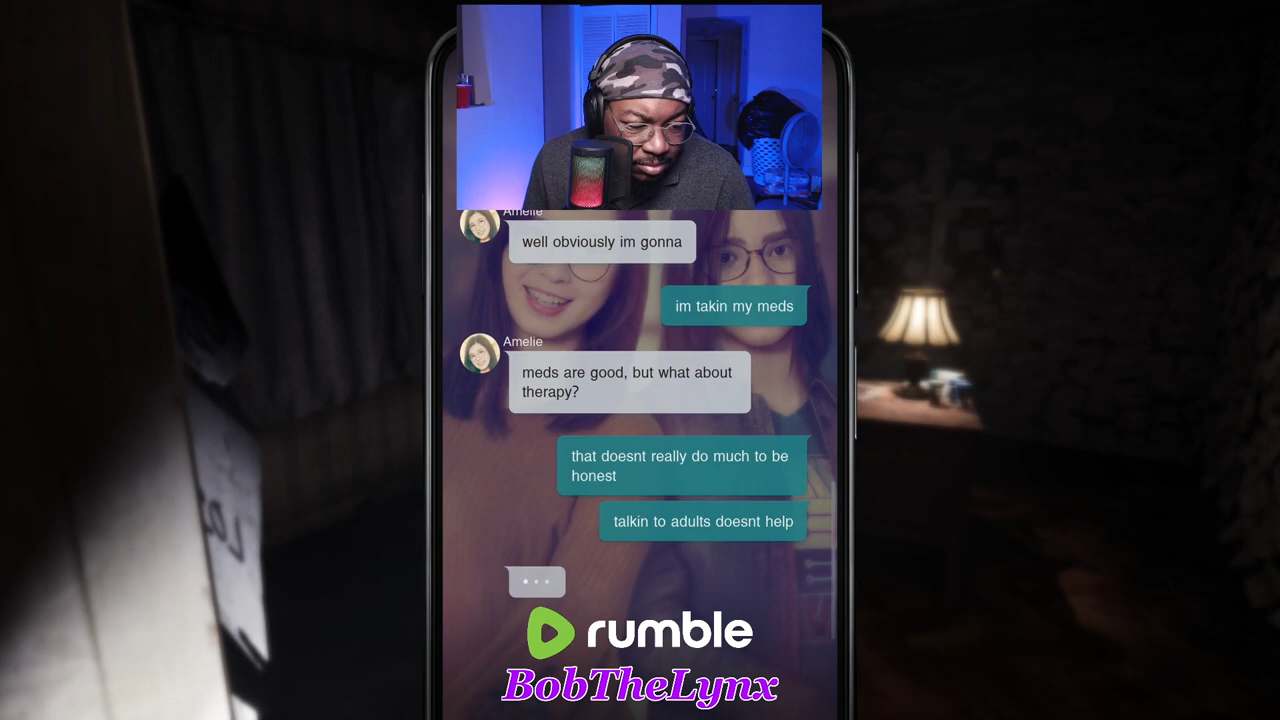 Amelie
well obviously im gonna
im takin my meds
Amelie
meds are good, but what about
therapy?
that doesnt really do much to be
honest
talkin to adults doesnt help
rumble
BobTheLynx